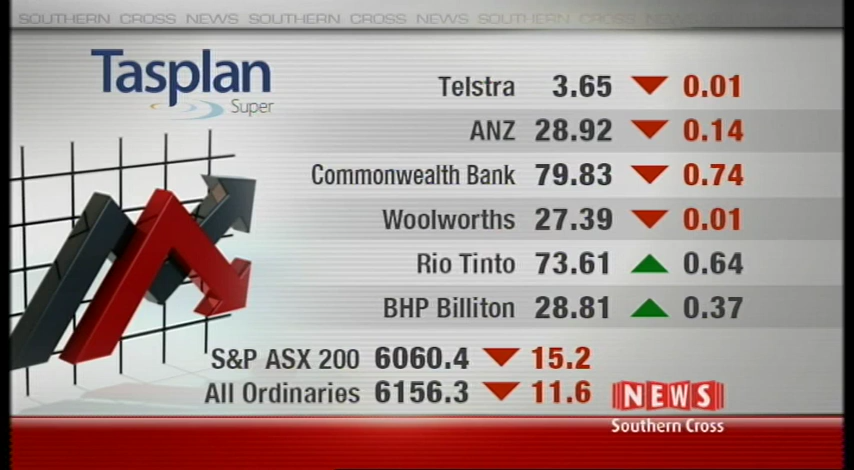 SOUTHERN CROSS NEWS SOUTHERN CROSS NEWS SOUTHERN CROSS NEWS SOUTHERN CROSS
Tasplan
Super
Telstra 3.65 ▼ 0.01
ANZ 28.92 ▼ 0.14
Commonwealth Bank 79.83 ▼ 0.74
Woolworths 27.39 ▼ 0.01
Rio Tinto 73.61 ▲ 0.64
BHP Billiton 28.81 ▲ 0.37
S&P ASX 200 6060.4 ▼ 15.2
All Ordinaries 6156.3 ▼ 11.6
NEWS
Southern Cross